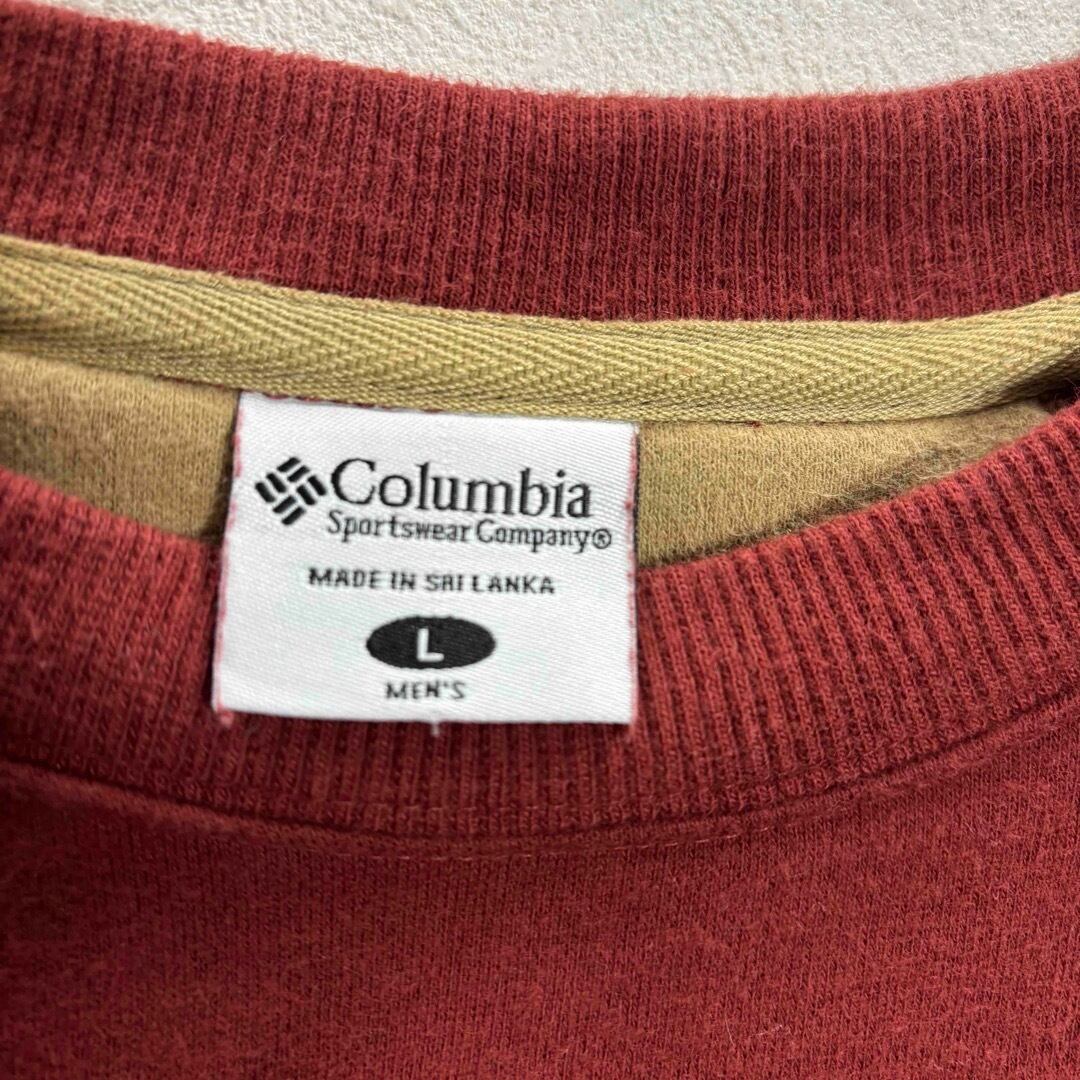 Columbia
Sportswear Company®
MADE IN SRI LANKA
L
MEN'S